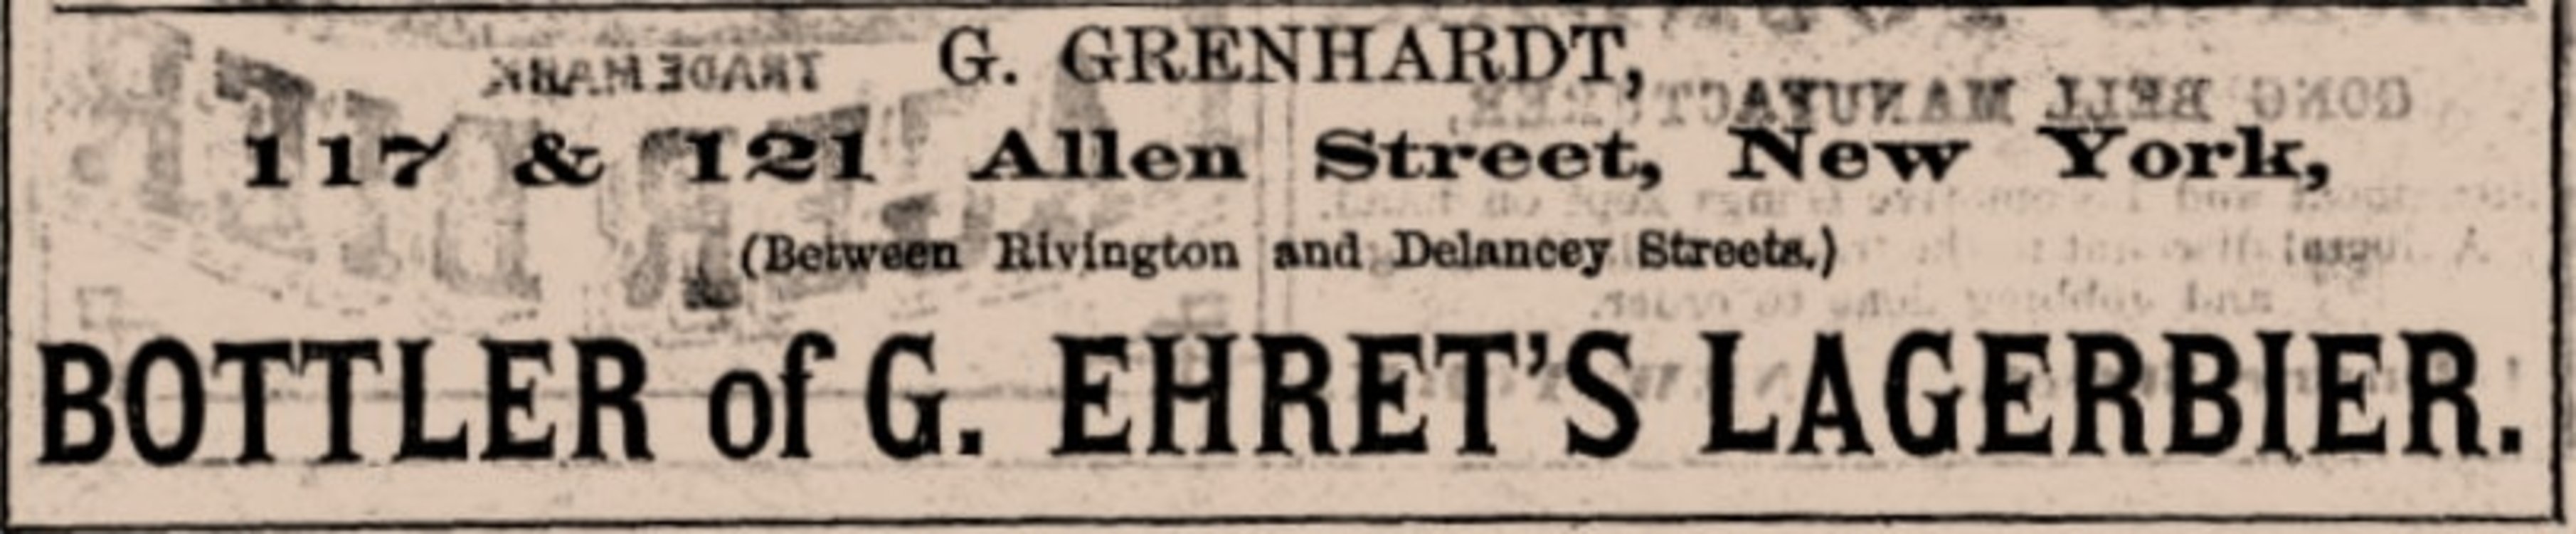 G. GRENHARDT,
117 & 121 Allen Street, New York,
(Between Rivington and Delancey Streets.)
BOTTLER of G. EHRET'S LAGERBIER.